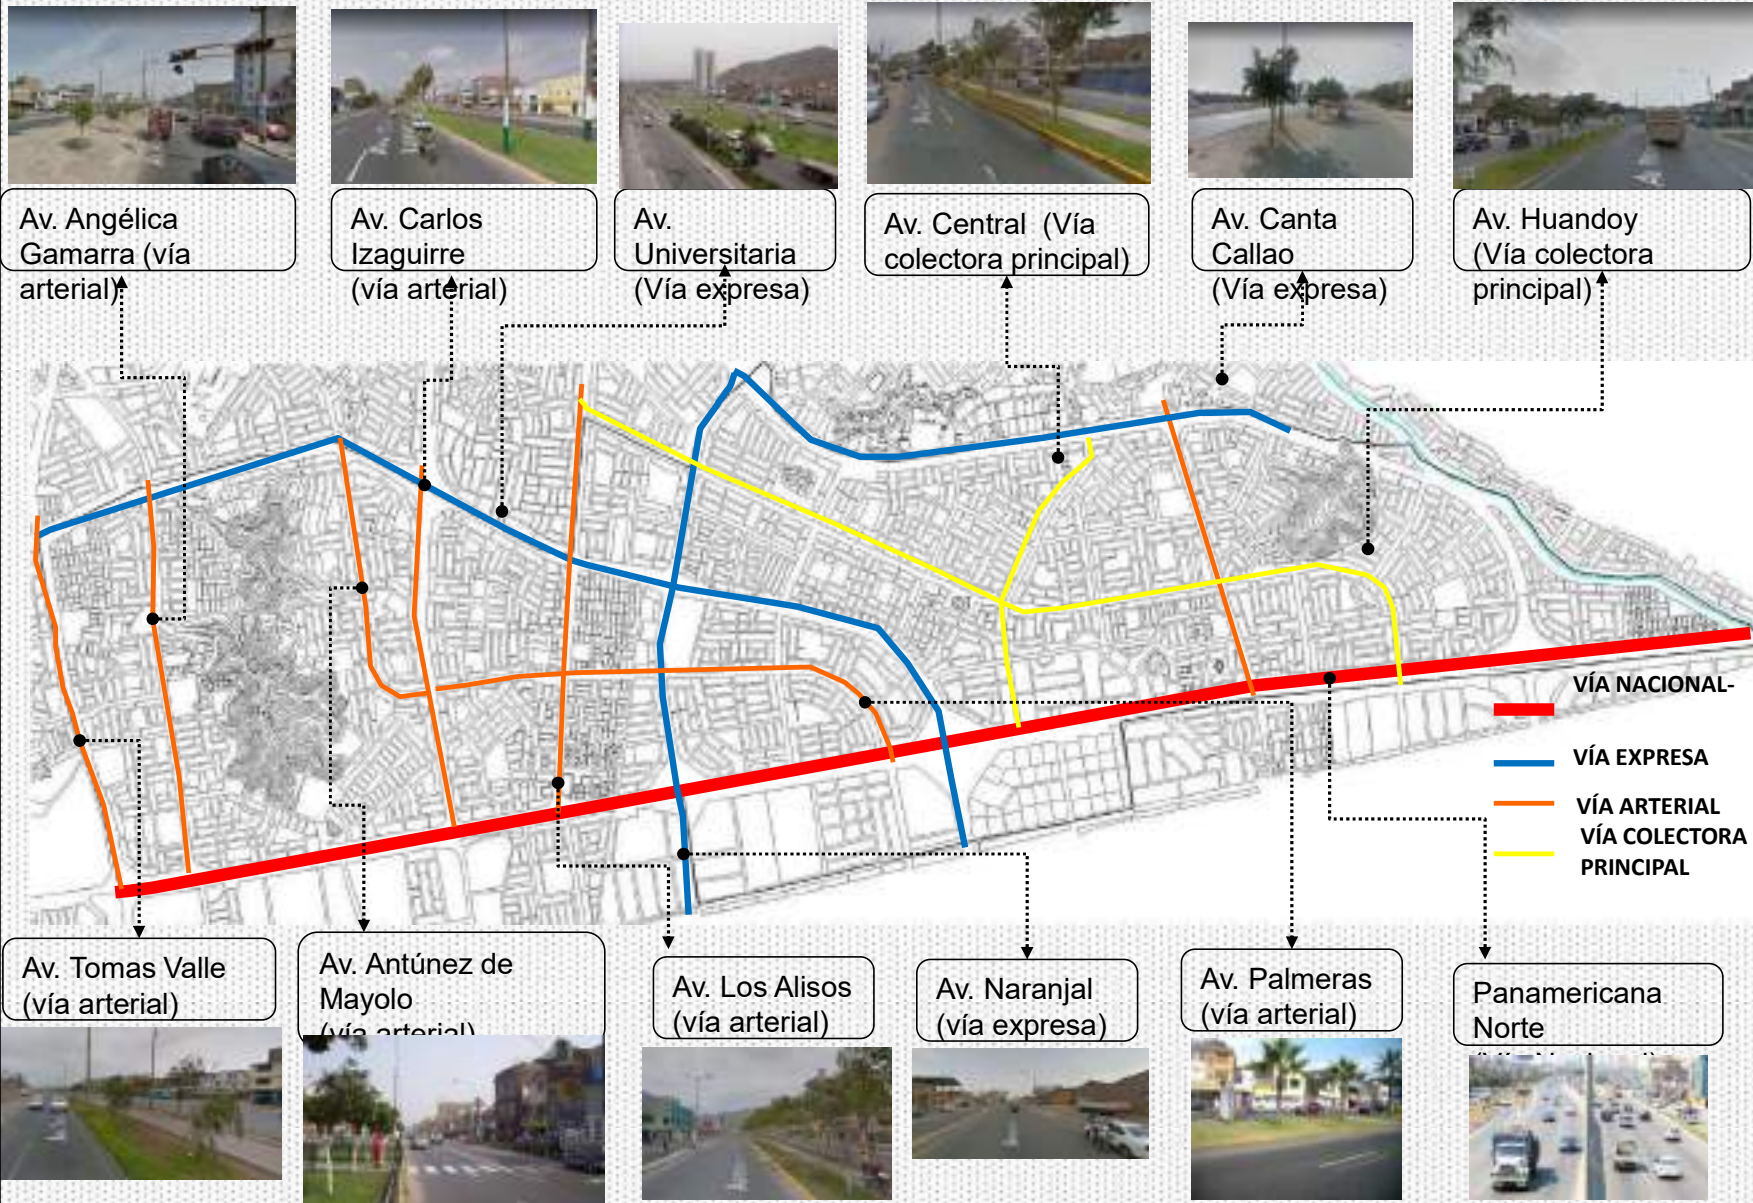 Av. Angélica
Gamarra (vía
arterial)
Av. Carlos
Izaguirre
(vía arterial)
Av.
Universitaria
(Vía expresa)
Av. Central (Vía
colectora principal)
Av. Canta
Callao
(Vía expresa)
Av. Huandoy
(Vía colectora
principal)
VÍA NACIONAL-
VÍA EXPRESA
VÍA ARTERIAL
VÍA COLECTORA
PRINCIPAL
Av. Tomas Valle
(vía arterial)
Av. Antúnez de
Mayolo
(vía arterial)
Av. Los Alisos
(vía arterial)
Av. Naranjal
(vía expresa)
Av. Palmeras
(vía arterial)
Panamericana
Norte